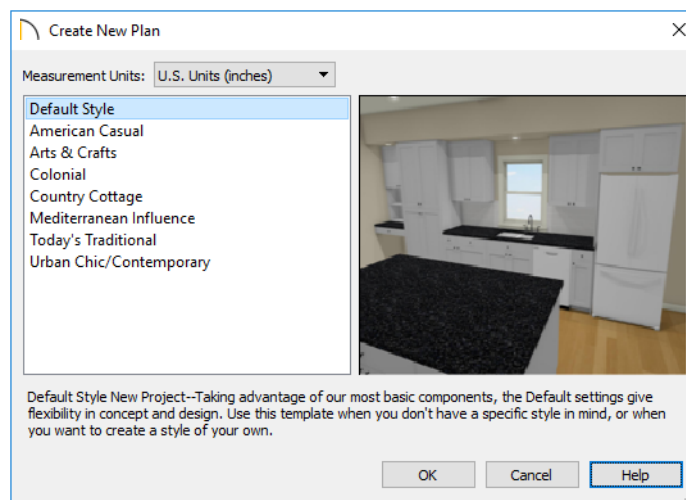 Create New Plan
Measurement Units: U.S. Units (inches)
Default Style
American Casual
Arts & Crafts
Colonial
Country Cottage
Mediterranean Influence
Today's Traditional
Urban Chic/Contemporary
Default Style New Project--Taking advantage of our most basic components, the Default settings give
flexibility in concept and design. Use this template when you don't have a specific style in mind, or when
you want to create a style of your own.
OK Cancel Help